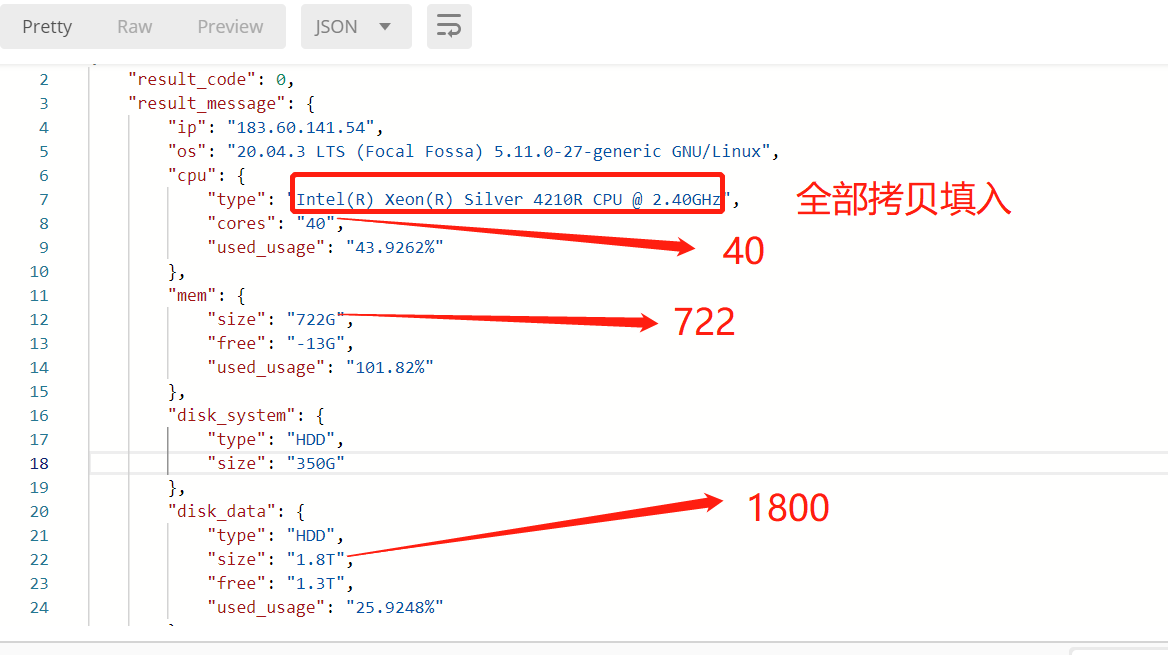 Pretty Raw Preview JSON
2 "result_code": 0,
3 "result_message": {
4 "ip": "183.60.141.54",
5 "os": "20.04.3 LTS (Focal Fossa) 5.11.0-27-generic GNU/Linux",
6 "cpu": {
7 "type": "Intel(R) Xeon(R) Silver 4210R CPU @ 2.40GHz", 全部拷贝填入
8 "cores": "40",
9 "used_usage": "43.9262%" 40
10 },
11 "mem": {
12 "size": "722G", 722
13 "free": "-13G",
14 "used_usage": "101.82%"
15 },
16 "disk_system": {
17 "type": "HDD",
18 "size": "350G"
19 },
20 "disk_data": { 1800
21 "type": "HDD",
22 "size": "1.8T",
23 "free": "1.3T",
24 "used_usage": "25.9248%"